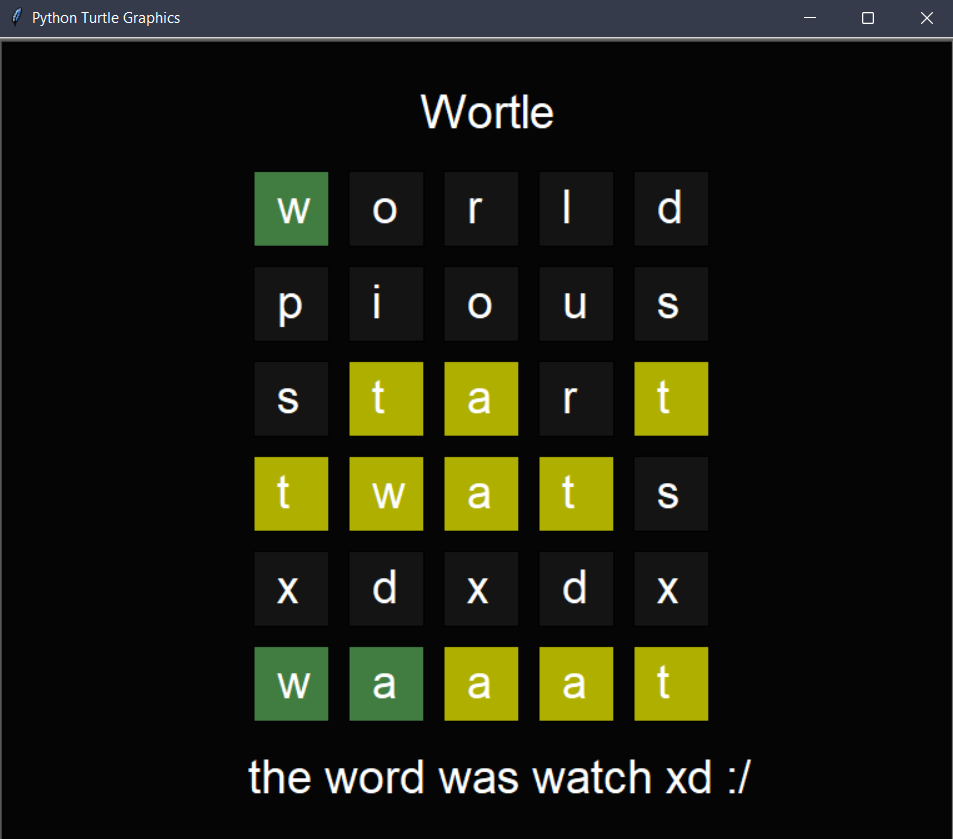 Python Turtle Graphics
Wortle
w o r l d
p i o u s
s t a r t
t w a t s
x d x d x
w a a a t
the word was watch xd :/